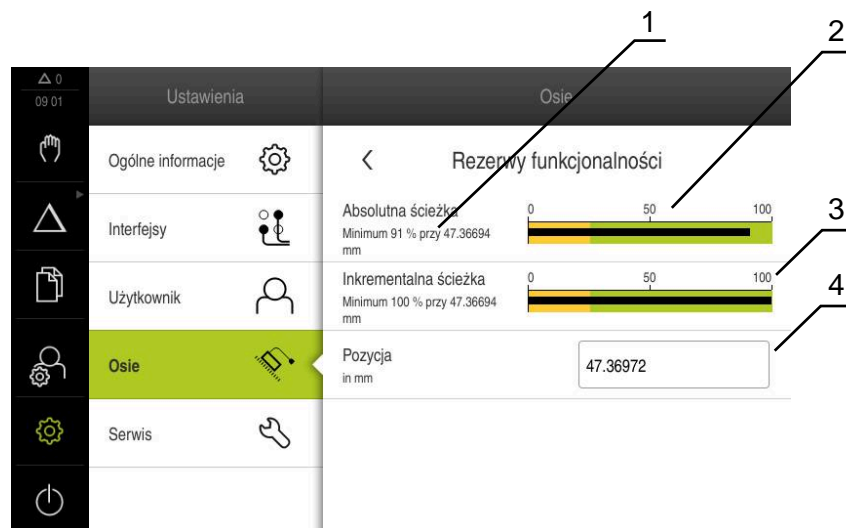 1
2
△ 0
09 01
Ustawienia
Osie
Ogólne informacje
Interfejsy
Użytkownik
Osie
Serwis
Rezerwy funkcjonalności
Absolutna ścieżka
Minimum 91 % przy 47.36694
mm
0 50 100
3
Inkrementalna ścieżka
Minimum 100 % przy 47.36694
mm
0 50 100
4
Pozycja
in mm
47.36972